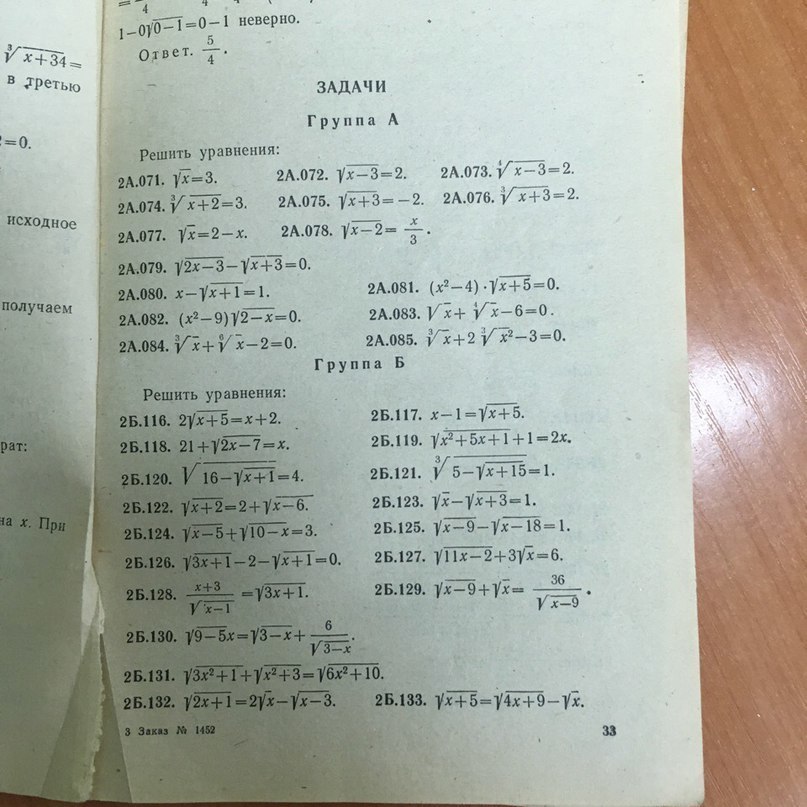 ∛x+34=
в третью
=0.
исходное
получаем
рат:
на x. При
4
1−0√0−1=0−1 неверно.
Ответ. 5/4.
ЗАДАЧИ
Группа А
Решить уравнения:
2А.071. √x=3. 2А.072. √x−3=2. 2А.073. ∜x−3=2.
2А.074. ∛x+2=3. 2А.075. √x+3=−2. 2А.076. ∛x+3=2.
2А.077. √x=2−x. 2А.078. √x−2= x/3.
2А.079. √2x−3−√x+3=0.
2А.080. x−√x+1=1. 2А.081. (x²−4)·√x+5=0.
2А.082. (x²−9)√2−x=0. 2А.083. √x+ ∜x−6=0.
2А.084. ∛x+⁶√x−2=0. 2А.085. ∛x+2 ∛x²−3=0.
Группа Б
Решить уравнения:
2Б.116. 2√x+5=x+2. 2Б.117. x−1=√x+5.
2Б.118. 21+√2x−7=x. 2Б.119. √x²+5x+1+1=2x.
2Б.120. √16−√x+1=4. 2Б.121. ∛5−√x+15=1.
2Б.122. √x+2=2+√x−6. 2Б.123. √x−√x+3=1.
2Б.124. √x−5+√10−x=3. 2Б.125. √x−9−√x−18=1.
2Б.126. √3x+1−2−√x+1=0. 2Б.127. √11x−2+3√x=6.
2Б.128. x+3/√x−1 =√3x+1. 2Б.129. √x−9+√x= 36/√x−9.
2Б.130. √9−5x=√3−x+ 6/√3−x.
2Б.131. √3x²+1+√x²+3=√6x²+10.
2Б.132. √2x+1=2√x−√x−3. 2Б.133. √x+5=√4x+9−√x.
3 Заказ № 1452 33